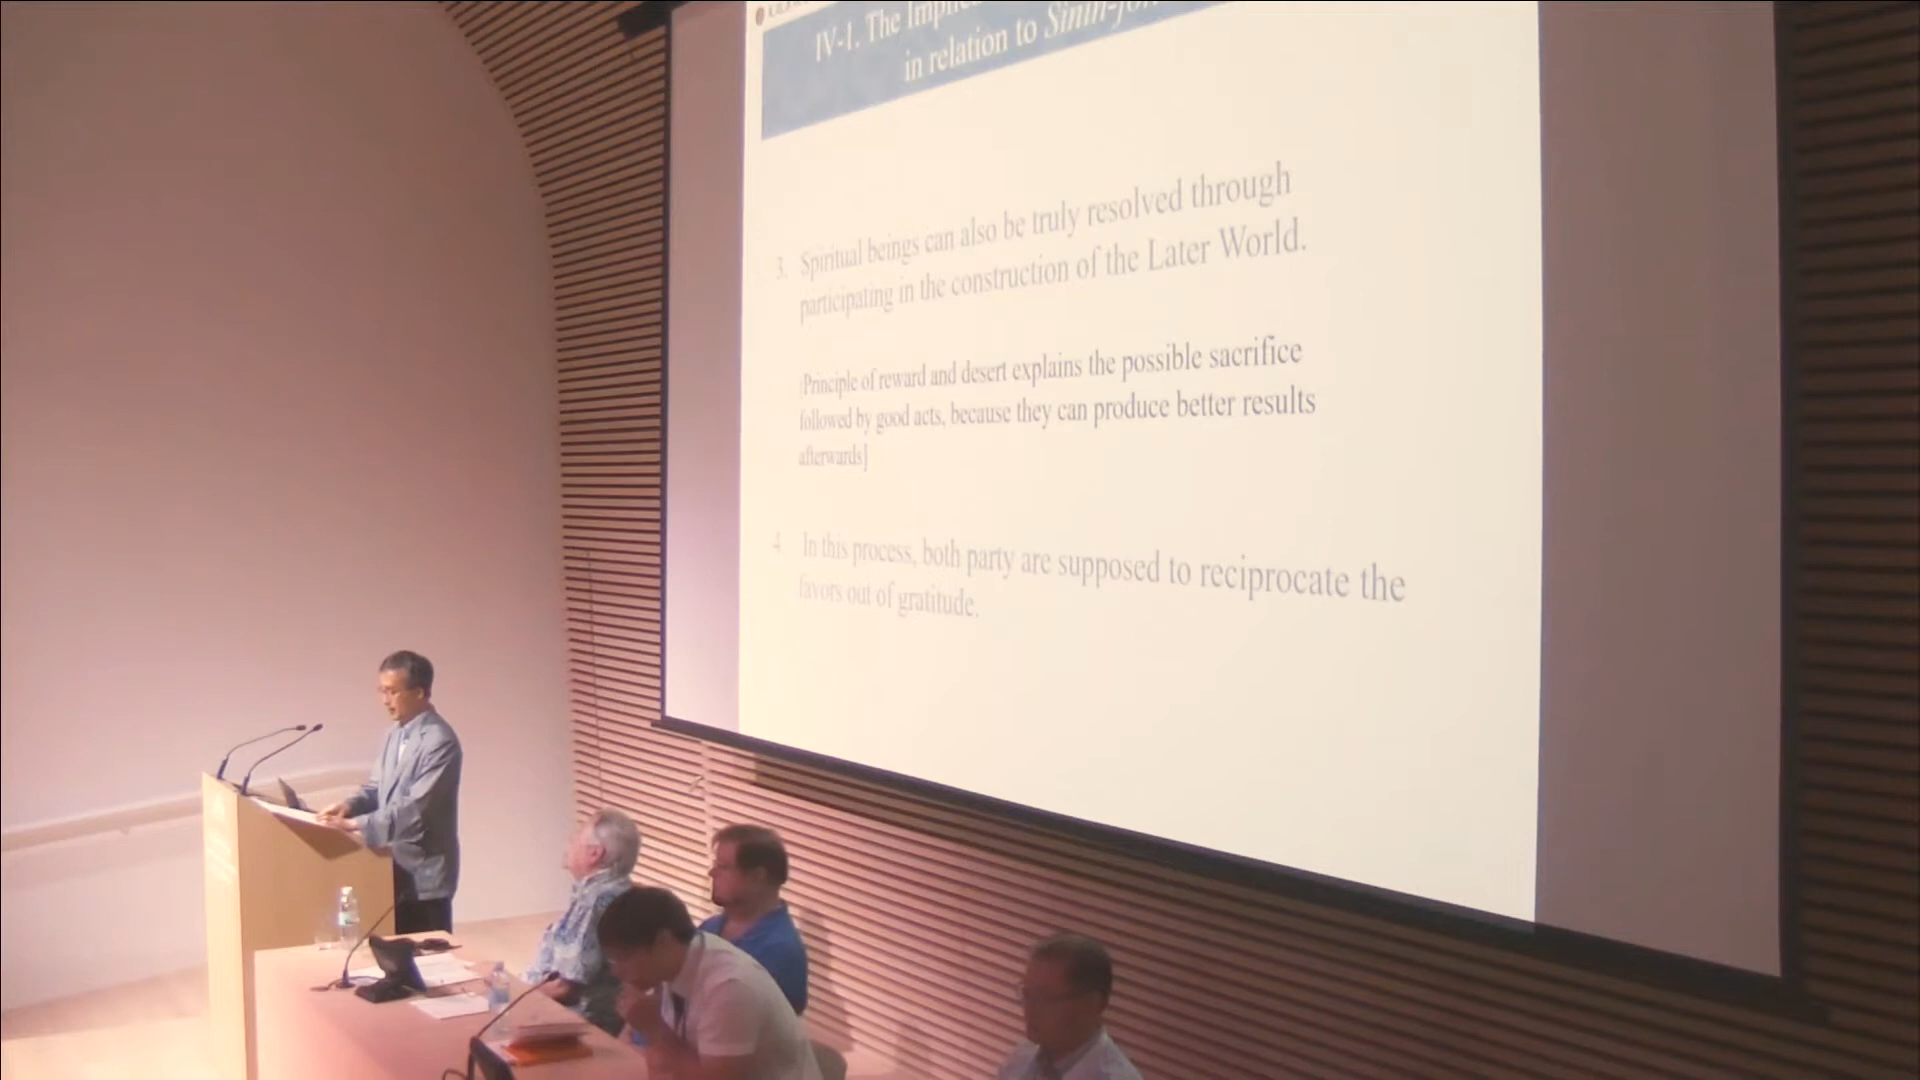 IV-1. The
in relation to
3. Spiritual beings can also be truly resolved through
participating in the construction of the Later World.
[Principle of reward and desert explains the possible sacrifice
followed by good acts, because they can produce better results
afterwards]
4. In this process, both party are supposed to reciprocate the
favors out of gratitude.